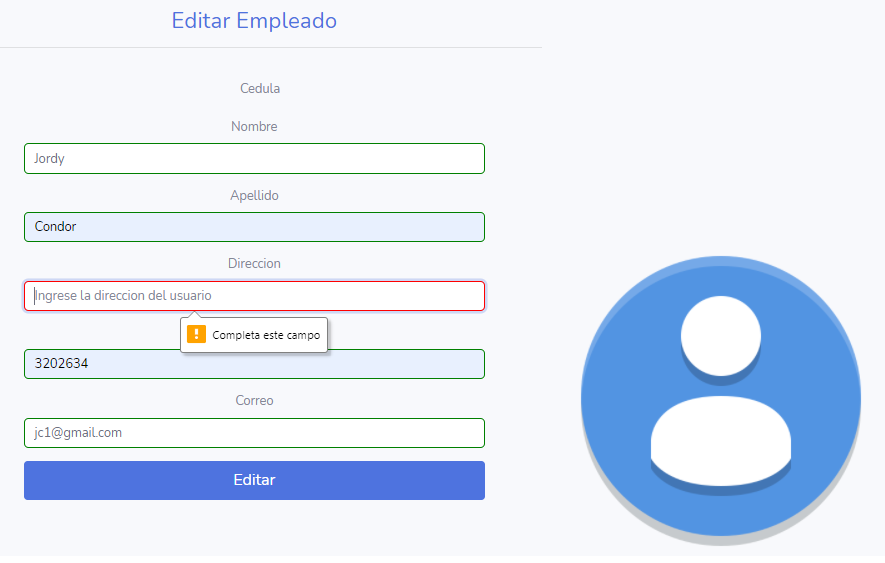 Editar Empleado
Cedula
Nombre
Jordy
Apellido
Condor
Direccion
Ingrese la direccion del usuario
Completa este campo
3202634
Correo
jc1@gmail.com
Editar